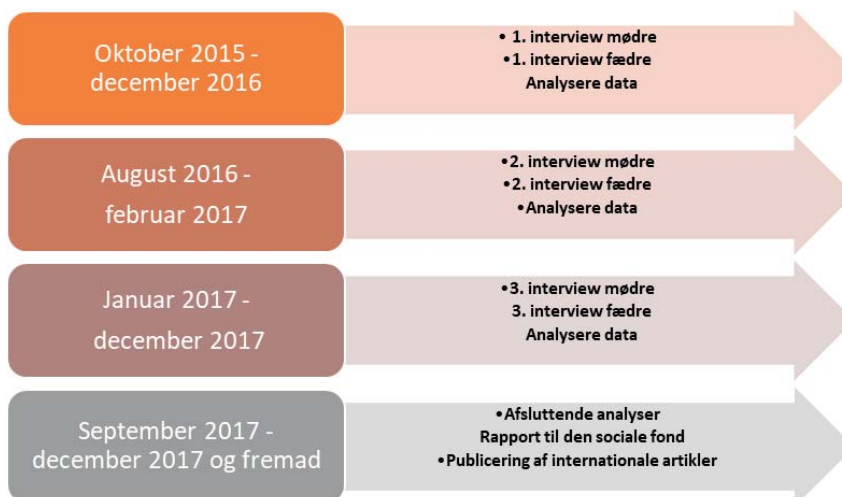 Oktober 2015 -
december 2016
• 1. interview mødre
•1. interview fædre
Analysere data
August 2016 -
februar 2017
•2. interview mødre
•2. interview fædre
•Analysere data
Januar 2017 -
december 2017
•3. interview mødre
3. interview fædre
Analysere data
September 2017 -
december 2017 og fremad
•Afsluttende analyser
Rapport til den sociale fond
•Publicering af internationale artikler